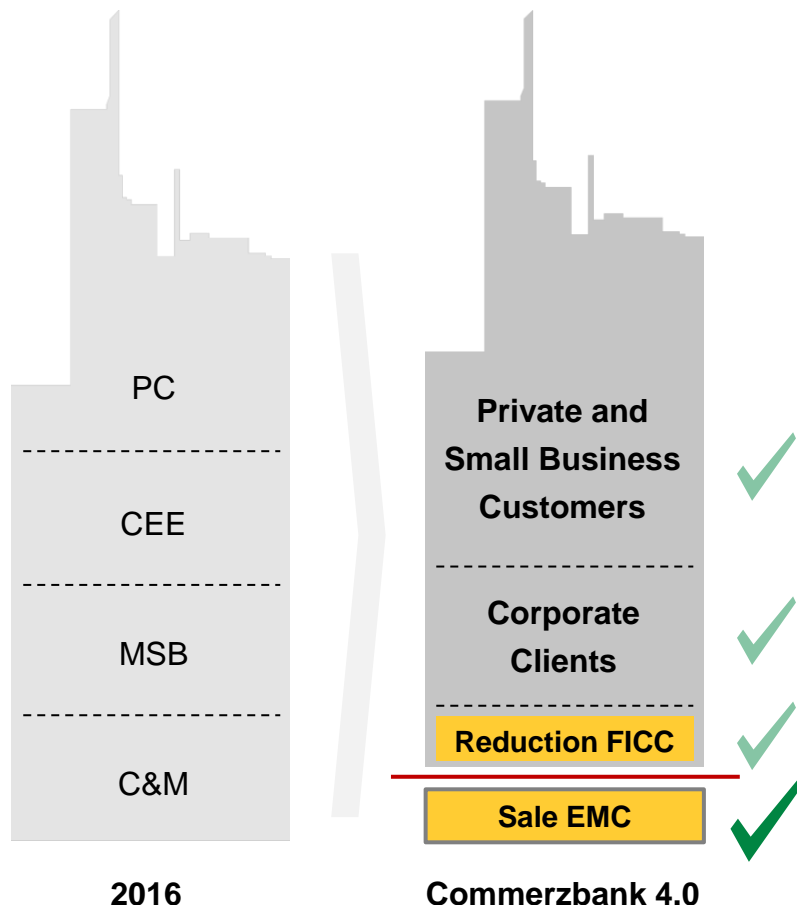 PC
CEE
MSB
C&M
2016
Private and
Small Business
Customers
Corporate
Clients
Reduction FICC
Sale EMC
Commerzbank 4.0